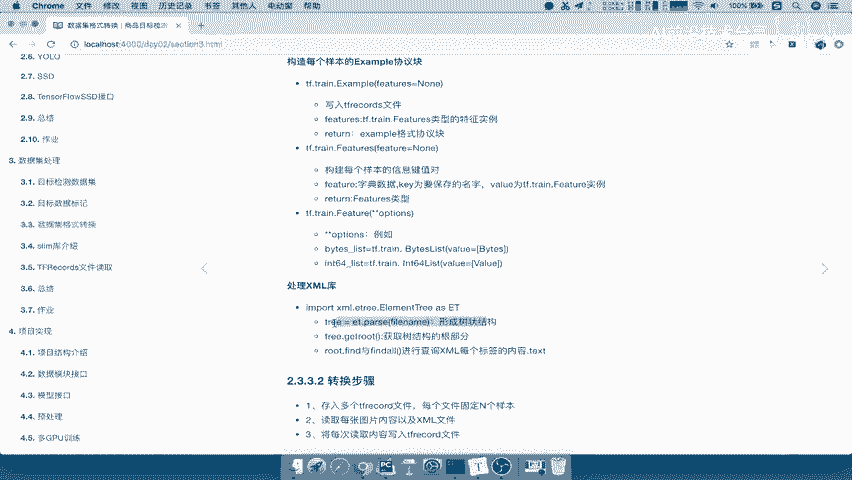 Chrome 文件 修改 视图 历史记录 书签 其他人 电动窗 帮助
100%
数据集格式转换 | 商品目标检测
localhost:4000/day02/section3.html
2.6. YOLO
2.7. SSD
2.8. TensorFlowSSD接口
2.9. 总结
2.10. 作业
3. 数据集处理
3.1. 目标检测数据集
3.2. 目标数据标记
3.3. 数据集格式转换
3.4. slim库介绍
3.5. TFRecords文件读取
3.6. 总结
3.7. 作业
4. 项目实现
4.1. 项目结构介绍
4.2. 数据模块接口
4.3. 模型接口
4.4. 预处理
4.5. 多GPU训练
构造每个样本的Example协议块
tf.train.Example(features=None)
写入tfrecords文件
features:tf.train.Features类型的特征实例
return：example格式协议块
tf.train.Features(feature=None)
构建每个样本的信息键值对
feature:字典数据,key为要保存的名字，value为tf.train.Feature实例
return:Features类型
tf.train.Feature(**options)
**options：例如
bytes_list=tf.train. BytesList(value=[Bytes])
int64_list=tf.train. Int64List(value=[Value])
处理XML库
import xml.etree.ElementTree as ET
tree = et.parse(filename)：形成树状结构
tree.getroot():获取树结构的根部分
root.find与findall()进行查询XML每个标签的内容.text
2.3.3.2 转换步骤
1、存入多个tfrecord文件，每个文件固定N个样本
2、读取每张图片内容以及XML文件
3、将每次读取内容写入tfrecord文件